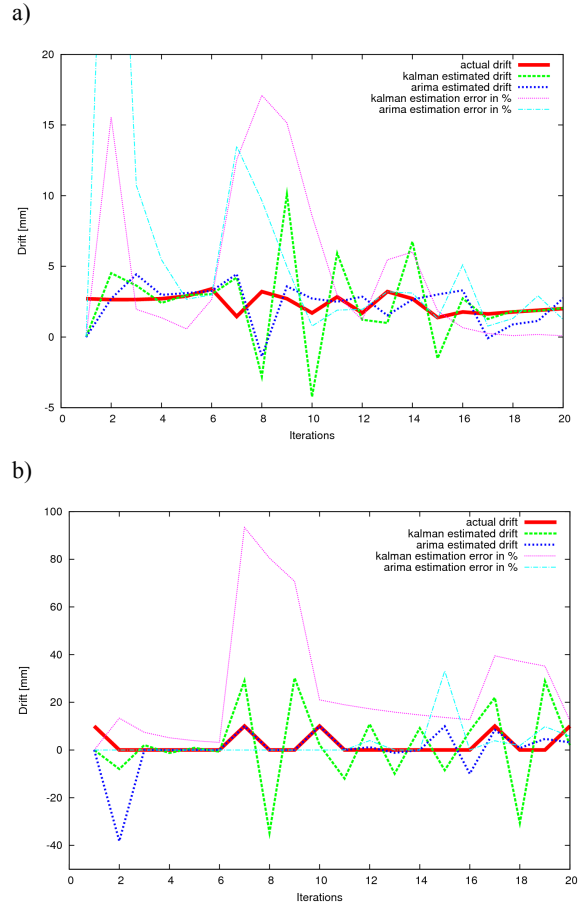 a)
20
15
10
5
0
-5
Drift [mm]
actual drift
kalman estimated drift
arima estimated drift
kalman estimation error in %
arima estimation error in %
0 2 4 6 8 10 12 14 16 18 20
Iterations
b)
100
80
60
40
20
0
-20
-40
Drift [mm]
actual drift
kalman estimated drift
arima estimated drift
kalman estimation error in %
arima estimation error in %
0 2 4 6 8 10 12 14 16 18 20
Iterations